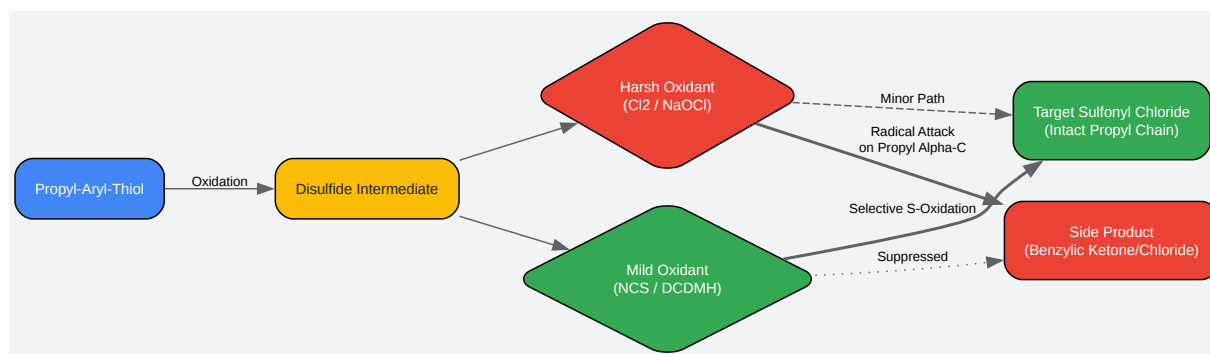 Propyl-Aryl-Thiol
Oxidation
Disulfide Intermediate
Harsh Oxidant
(Cl2 / NaOCl)
Mild Oxidant
(NCS / DCDMH)
Minor Path
Radical Attack
on Propyl Alpha-C
Selective S-Oxidation
Suppressed
Target Sulfonyl Chloride
(Intact Propyl Chain)
Side Product
(Benzylic Ketone/Chloride)